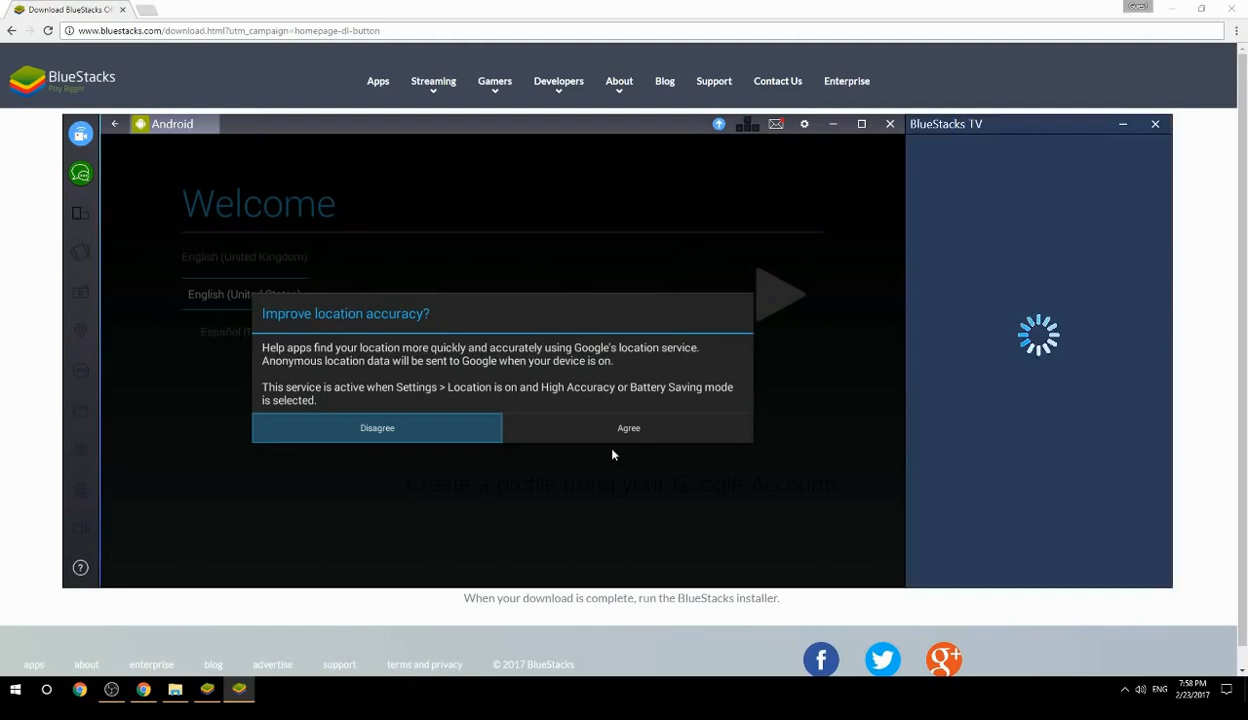 Download BlueStacks Of
Guest
www.bluestacks.com/download.html?utm_campaign=homepage-dl-button
BlueStacks
Play Bigger
Apps Streaming Gamers Developers About Blog Support Contact Us Enterprise
Android
BlueStacks TV
Welcome
English (United Kingdom)
English (United States)
Español (
Improve location accuracy?
Help apps find your location more quickly and accurately using Google's location service.
Anonymous location data will be sent to Google when your device is on.
This service is active when Settings > Location is on and High Accuracy or Battery Saving mode
is selected.
Disagree Agree
Create a profile using your Google Accounts
?
When your download is complete, run the BlueStacks installer.
apps about enterprise blog advertise support terms and privacy © 2017 BlueStacks
f
g+
ENG
7:58 PM
2/23/2017